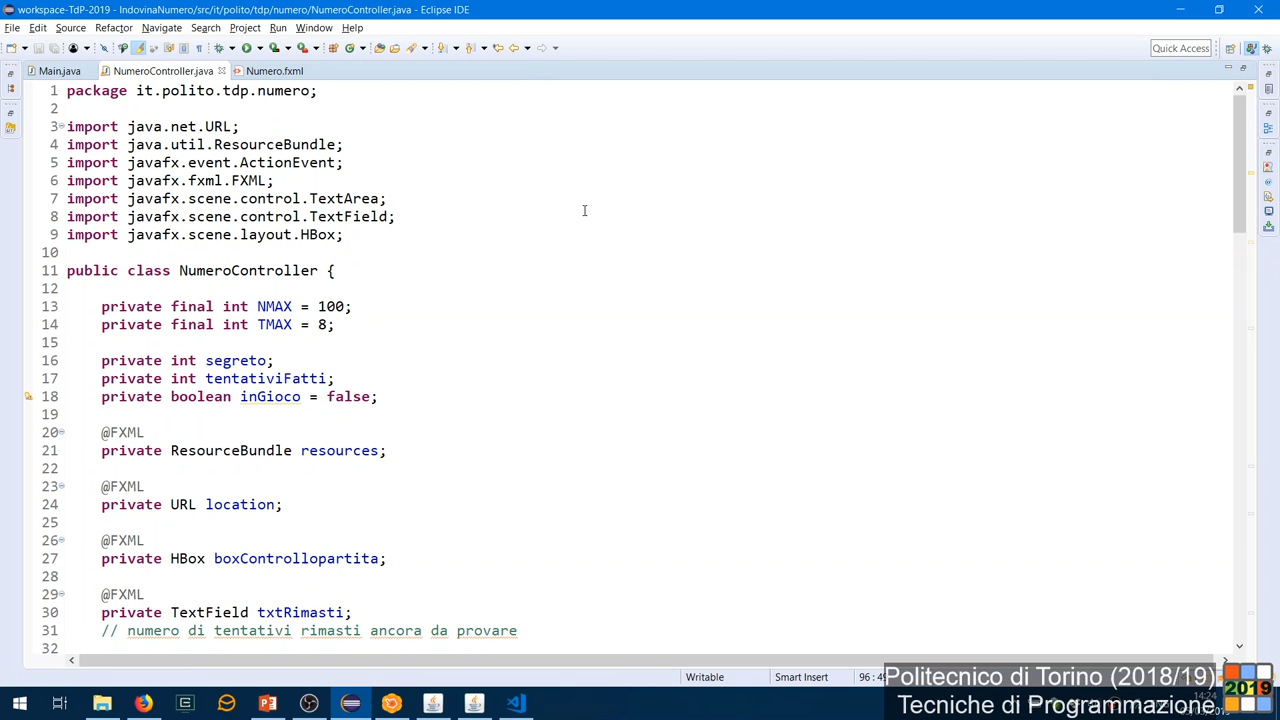 workspace-TdP-2019 - IndovinaNumero/src/it/polito/tdp/numero/NumeroController.java - Eclipse IDE
File Edit Source Refactor Navigate Search Project Run Window Help
Quick Access
Main.java NumeroController.java Numero.fxml
1 package it.polito.tdp.numero;
2
3 import java.net.URL;
4 import java.util.ResourceBundle;
5 import javafx.event.ActionEvent;
6 import javafx.fxml.FXML;
7 import javafx.scene.control.TextArea;
8 import javafx.scene.control.TextField;
9 import javafx.scene.layout.HBox;
10
11 public class NumeroController {
12
13 private final int NMAX = 100;
14 private final int TMAX = 8;
15
16 private int segreto;
17 private int tentativiFatti;
18 private boolean inGioco = false;
19
20 @FXML
21 private ResourceBundle resources;
22
23 @FXML
24 private URL location;
25
26 @FXML
27 private HBox boxControllopartita;
28
29 @FXML
30 private TextField txtRimasti;
31 // numero di tentativi rimasti ancora da provare
32
Writable Smart Insert
Politecnico di Torino (2018/19)
Tecniche di Programmazione
2019
14:24